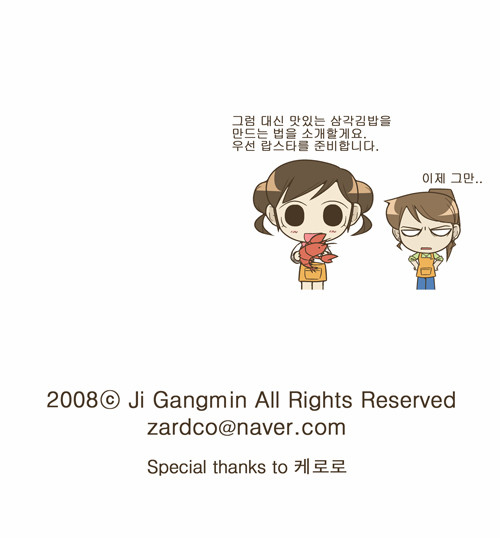 그럼 대신 맛있는 삼각김밥을
만드는 법을 소개할게요.
우선 랍스타를 준비합니다.
이제 그만..
2008ⓒ Ji Gangmin All Rights Reserved
zardco@naver.com
Special thanks to 케로로